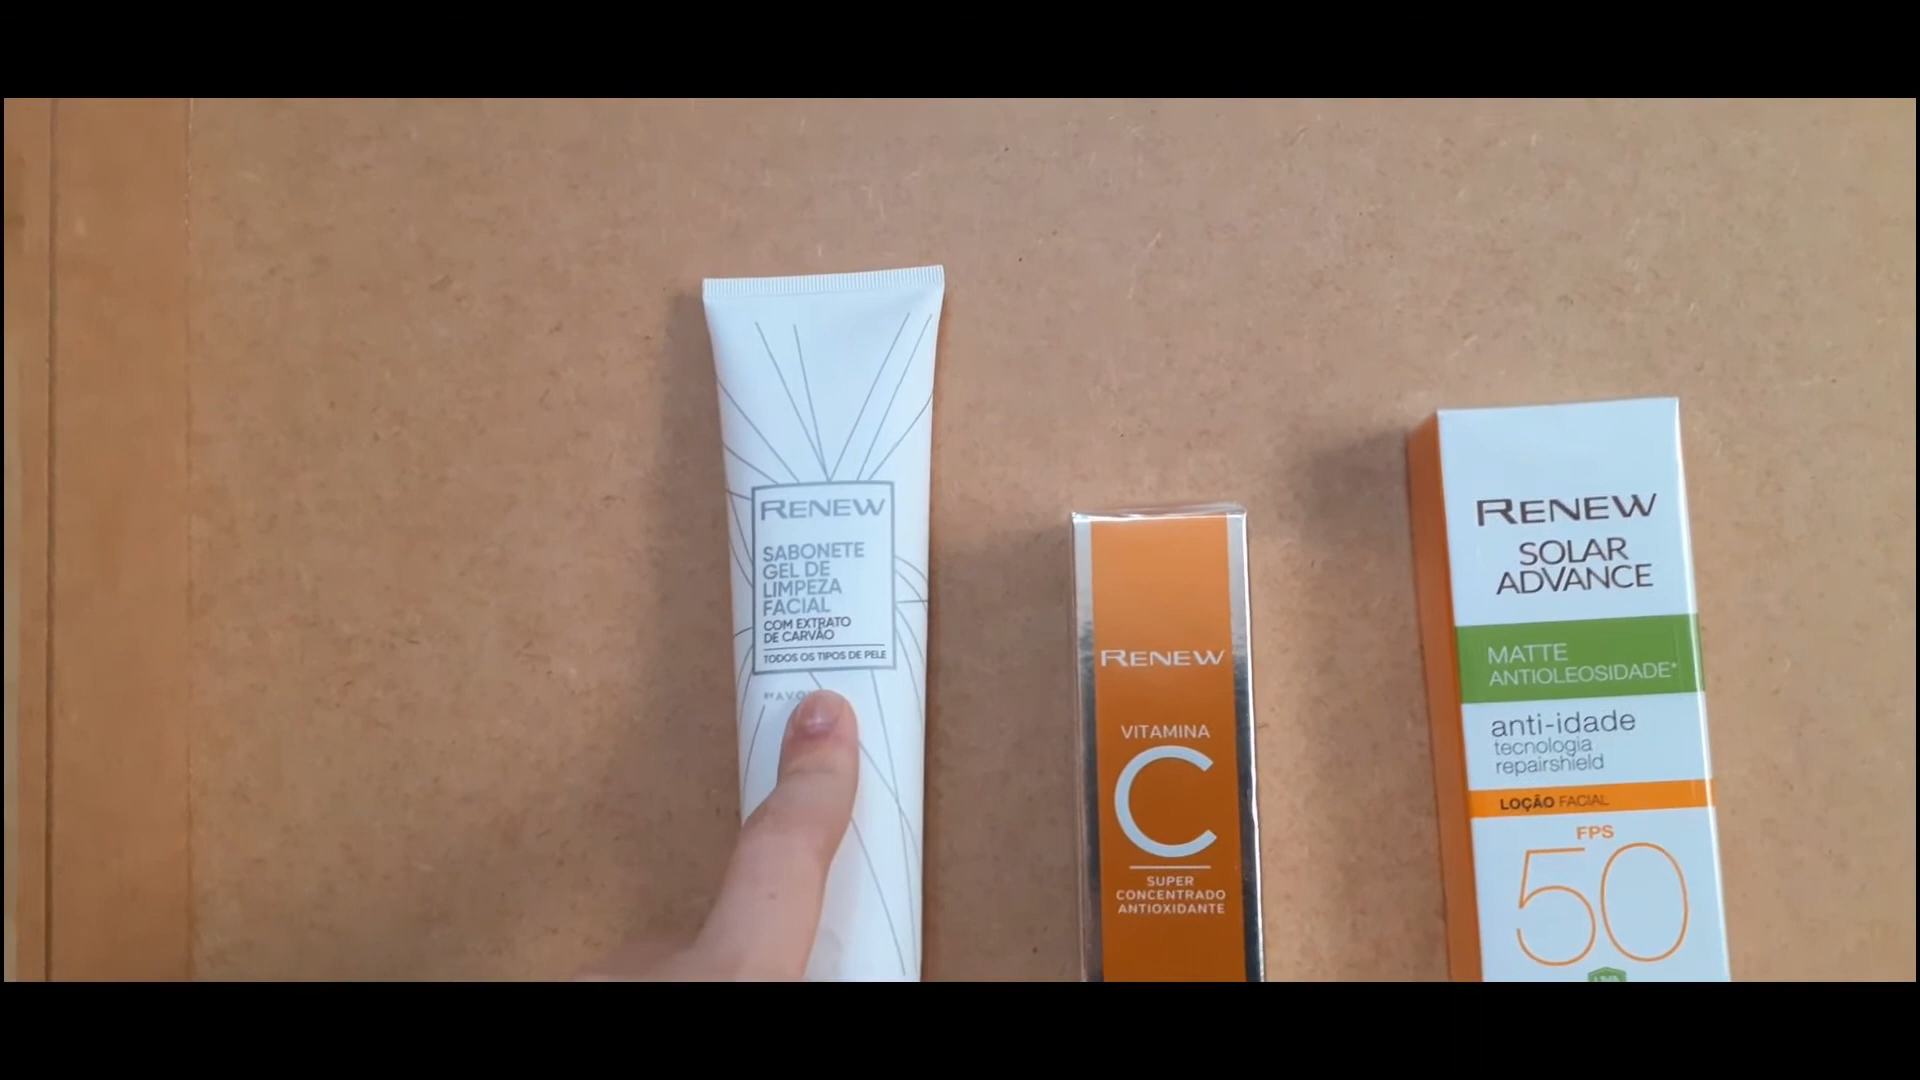 RENEW
SABONETE
GEL DE
LIMPEZA
FACIAL
COM EXTRATO
DE CARVÃO
TODOS OS TIPOS DE PELE
RENEW
VITAMINA
C
SUPER
CONCENTRADO
ANTIOXIDANTE
RENEW
SOLAR
ADVANCE
MATTE
ANTIOLEOSIDADE*
anti-idade
tecnologia
repairshield
LOÇÃO FACIAL
FPS
50